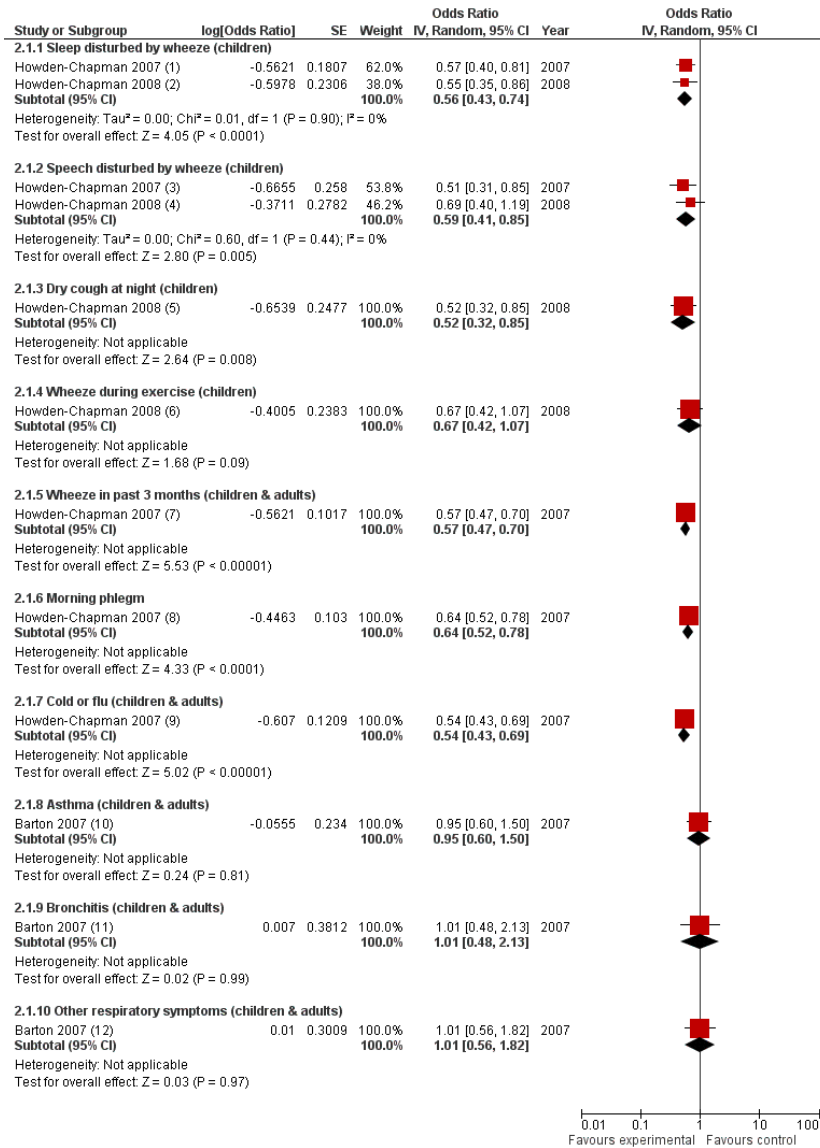 Odds Ratio Odds Ratio
Study or Subgroup log[Odds Ratio] SE Weight IV, Random, 95% CI Year IV, Random, 95% CI
2.1.1 Sleep disturbed by wheeze (children)
Howden-Chapman 2007 (1) -0.5621 0.1807 62.0% 0.57 [0.40, 0.81] 2007
Howden-Chapman 2008 (2) -0.5978 0.2306 38.0% 0.55 [0.35, 0.86] 2008
Subtotal (95% CI) 100.0% 0.56 [0.43, 0.74]
Heterogeneity: Tau² = 0.00; Chi² = 0.01, df = 1 (P = 0.90); I² = 0%
Test for overall effect: Z = 4.05 (P < 0.0001)
2.1.2 Speech disturbed by wheeze (children)
Howden-Chapman 2007 (3) -0.6655 0.258 53.8% 0.51 [0.31, 0.85] 2007
Howden-Chapman 2008 (4) -0.3711 0.2782 46.2% 0.69 [0.40, 1.19] 2008
Subtotal (95% CI) 100.0% 0.59 [0.41, 0.85]
Heterogeneity: Tau² = 0.00; Chi² = 0.60, df = 1 (P = 0.44); I² = 0%
Test for overall effect: Z = 2.80 (P = 0.005)
2.1.3 Dry cough at night (children)
Howden-Chapman 2008 (5) -0.6539 0.2477 100.0% 0.52 [0.32, 0.85] 2008
Subtotal (95% CI) 100.0% 0.52 [0.32, 0.85]
Heterogeneity: Not applicable
Test for overall effect: Z = 2.64 (P = 0.008)
2.1.4 Wheeze during exercise (children)
Howden-Chapman 2008 (6) -0.4005 0.2383 100.0% 0.67 [0.42, 1.07] 2008
Subtotal (95% CI) 100.0% 0.67 [0.42, 1.07]
Heterogeneity: Not applicable
Test for overall effect: Z = 1.68 (P = 0.09)
2.1.5 Wheeze in past 3 months (children & adults)
Howden-Chapman 2007 (7) -0.5621 0.1017 100.0% 0.57 [0.47, 0.70] 2007
Subtotal (95% CI) 100.0% 0.57 [0.47, 0.70]
Heterogeneity: Not applicable
Test for overall effect: Z = 5.53 (P < 0.00001)
2.1.6 Morning phlegm
Howden-Chapman 2007 (8) -0.4463 0.103 100.0% 0.64 [0.52, 0.78] 2007
Subtotal (95% CI) 100.0% 0.64 [0.52, 0.78]
Heterogeneity: Not applicable
Test for overall effect: Z = 4.33 (P < 0.0001)
2.1.7 Cold or flu (children & adults)
Howden-Chapman 2007 (9) -0.607 0.1209 100.0% 0.54 [0.43, 0.69] 2007
Subtotal (95% CI) 100.0% 0.54 [0.43, 0.69]
Heterogeneity: Not applicable
Test for overall effect: Z = 5.02 (P < 0.00001)
2.1.8 Asthma (children & adults)
Barton 2007 (10) -0.0555 0.234 100.0% 0.95 [0.60, 1.50] 2007
Subtotal (95% CI) 100.0% 0.95 [0.60, 1.50]
Heterogeneity: Not applicable
Test for overall effect: Z = 0.24 (P = 0.81)
2.1.9 Bronchitis (children & adults)
Barton 2007 (11) 0.007 0.3812 100.0% 1.01 [0.48, 2.13] 2007
Subtotal (95% CI) 100.0% 1.01 [0.48, 2.13]
Heterogeneity: Not applicable
Test for overall effect: Z = 0.02 (P = 0.99)
2.1.10 Other respiratory symptoms (children & adults)
Barton 2007 (12) 0.01 0.3009 100.0% 1.01 [0.56, 1.82] 2007
Subtotal (95% CI) 100.0% 1.01 [0.56, 1.82]
Heterogeneity: Not applicable
Test for overall effect: Z = 0.03 (P = 0.97)
0.01 0.1 1 10 100
Favours experimental Favours control